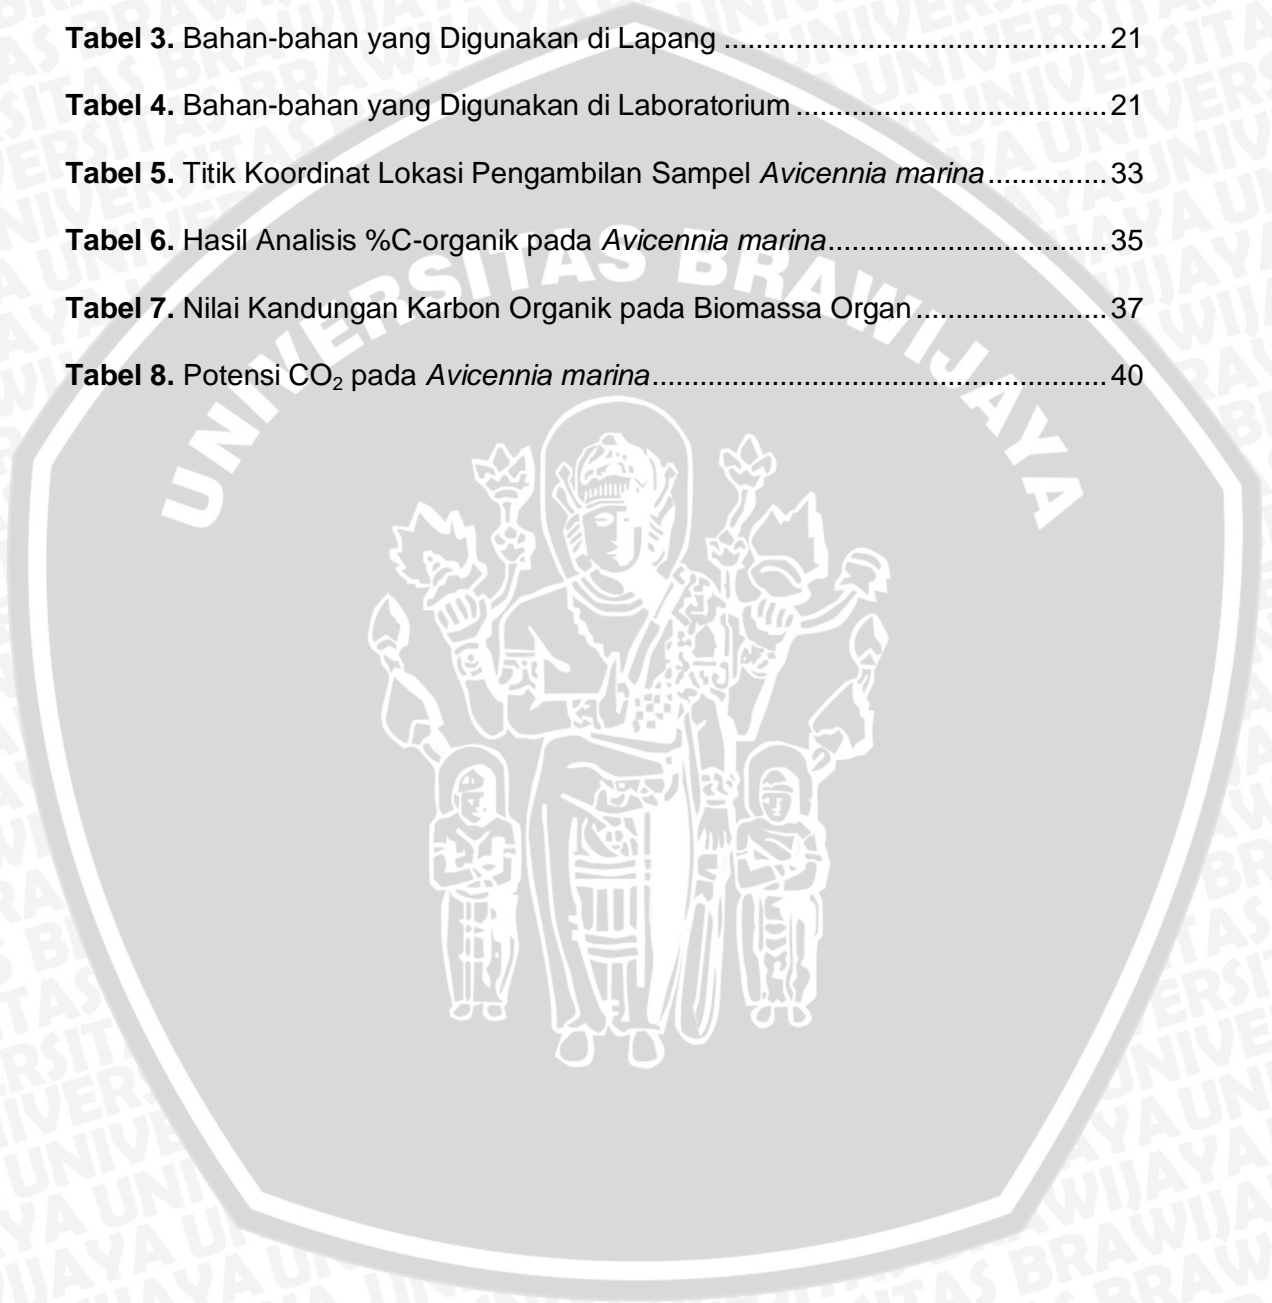 Tabel 3. Bahan-bahan yang Digunakan di Lapang ................................................ 21
Tabel 4. Bahan-bahan yang Digunakan di Laboratorium ....................................... 21
Tabel 5. Titik Koordinat Lokasi Pengambilan Sampel Avicennia marina ............... 33
Tabel 6. Hasil Analisis %C-organik pada Avicennia marina ................................... 35
Tabel 7. Nilai Kandungan Karbon Organik pada Biomassa Organ ........................ 37
Tabel 8. Potensi CO₂ pada Avicennia marina ......................................................... 40
UNIVERSITAS BRAWIJAYA